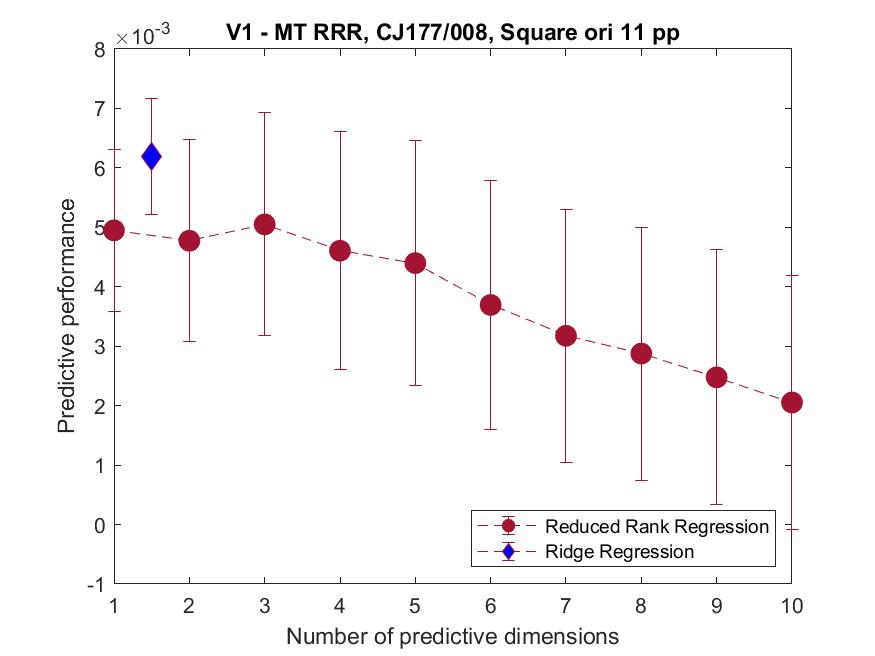 V1 - MT RRR, CJ177/008, Square ori 11 pp
×10-3
8
7
6
5
4
3
2
1
0
-1
Predictive performance
1 2 3 4 5 6 7 8 9 10
Number of predictive dimensions
Reduced Rank Regression
Ridge Regression